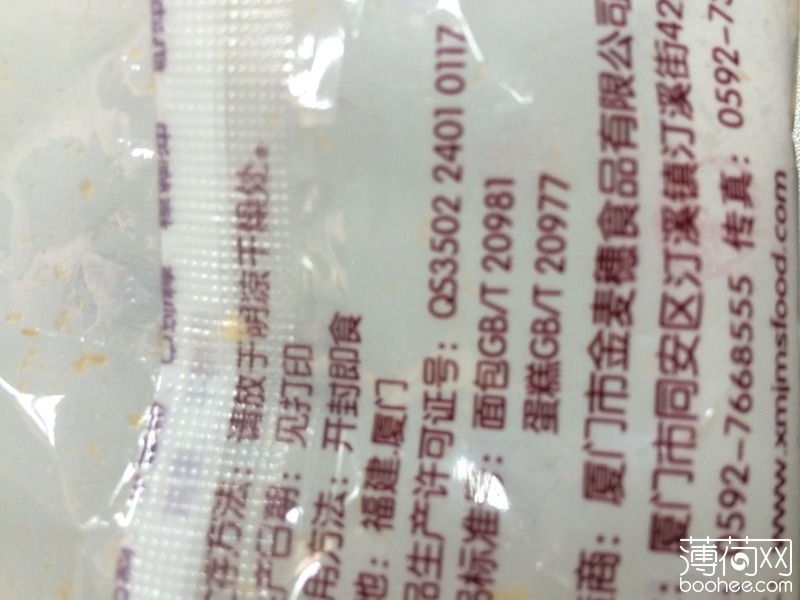 方法：请放于阴凉干燥处。
产日期：见打印
用方法：开封即食
地：福建.厦门
品生产许可证号：QS3502 2401 0117
品标准号：面包GB/T 20981
蛋糕GB/T 20977
商：厦门市金麦穗食品有限公司
：厦门市同安区汀溪镇汀溪街42
0592-7668555 传真：0592-73
www.xmjmsfood.com
薄荷网
boohee.com